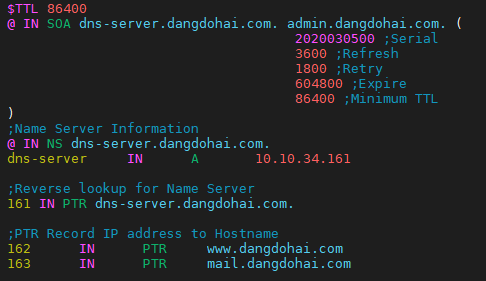 $TTL 86400
@ IN SOA dns-server.dangdohai.com. admin.dangdohai.com. (
2020030500 ;Serial
3600 ;Refresh
1800 ;Retry
604800 ;Expire
86400 ;Minimum TTL
)
;Name Server Information
@ IN NS dns-server.dangdohai.com.
dns-server IN A 10.10.34.161

;Reverse lookup for Name Server
161 IN PTR dns-server.dangdohai.com.

;PTR Record IP address to Hostname
162 IN PTR www.dangdohai.com
163 IN PTR mail.dangdohai.com